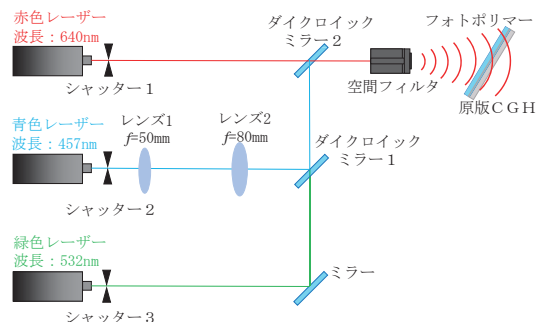 赤色レーザー
波長：640nm
シャッター１
ダイクロイック
ミラー２
フォトポリマー
空間フィルタ
原版ＣＧＨ
青色レーザー
波長：457nm
シャッター２
レンズ1
f=50mm
レンズ2
f=80mm
ダイクロイック
ミラー１
緑色レーザー
波長：532nm
シャッター３
ミラー